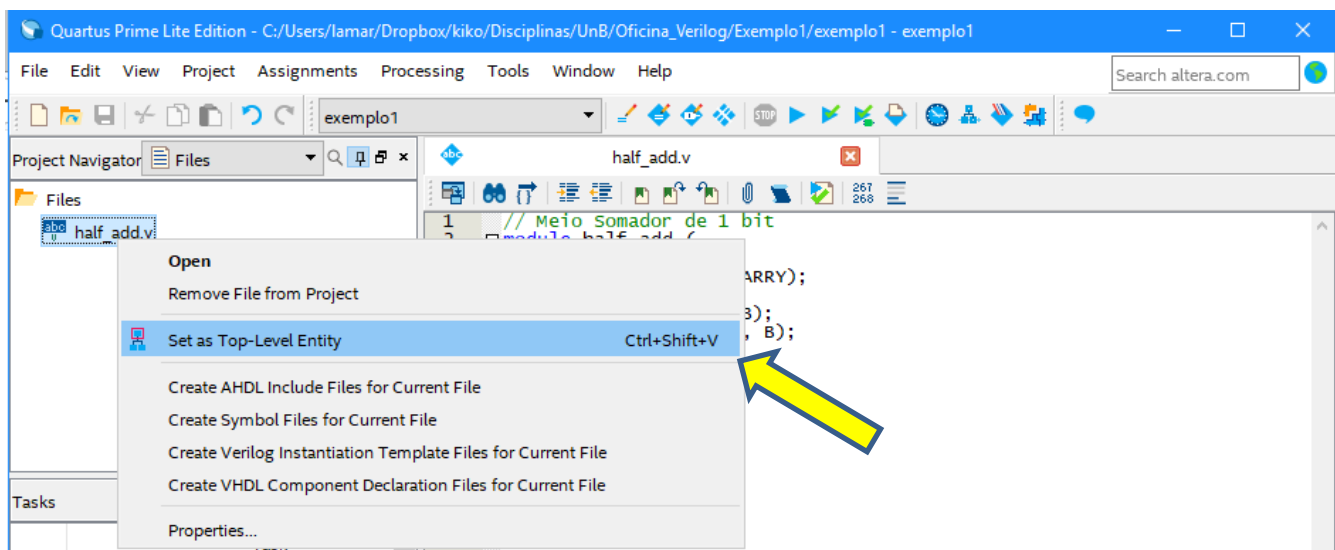 Quartus Prime Lite Edition - C:/Users/lamar/Dropbox/kiko/Disciplinas/UnB/Oficina_Verilog/Exemplo1/exemplo1 - exemplo1
File Edit View Project Assignments Processing Tools Window Help
Search altera.com
exemplo1
STOP
Project Navigator Files
abc half_add.v
267
268
Files
abc half_add.v
1 // Meio Somador de 1 bit
module half_add (
ARRY);
B);
, B);
Open
Remove File from Project
Set as Top-Level Entity Ctrl+Shift+V
Create AHDL Include Files for Current File
Create Symbol Files for Current File
Create Verilog Instantiation Template Files for Current File
Create VHDL Component Declaration Files for Current File
Properties...
Tasks